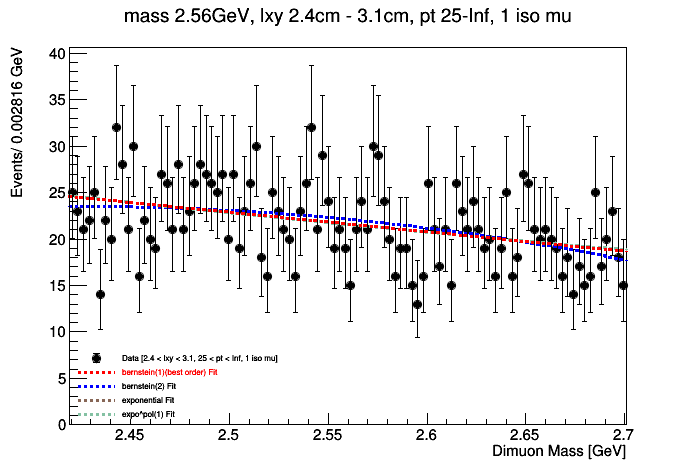 mass 2.56GeV, lxy 2.4cm - 3.1cm, pt 25-Inf, 1 iso mu
Events/ 0.002816 GeV
40
35
30
25
20
15
10
5
0
Data [2.4 < lxy < 3.1, 25 < pt < Inf, 1 iso mu]
bernstein(1)(best order) Fit
bernstein(2) Fit
exponential Fit
expo^pol(1) Fit
2.45 2.5 2.55 2.6 2.65 2.7
Dimuon Mass [GeV]